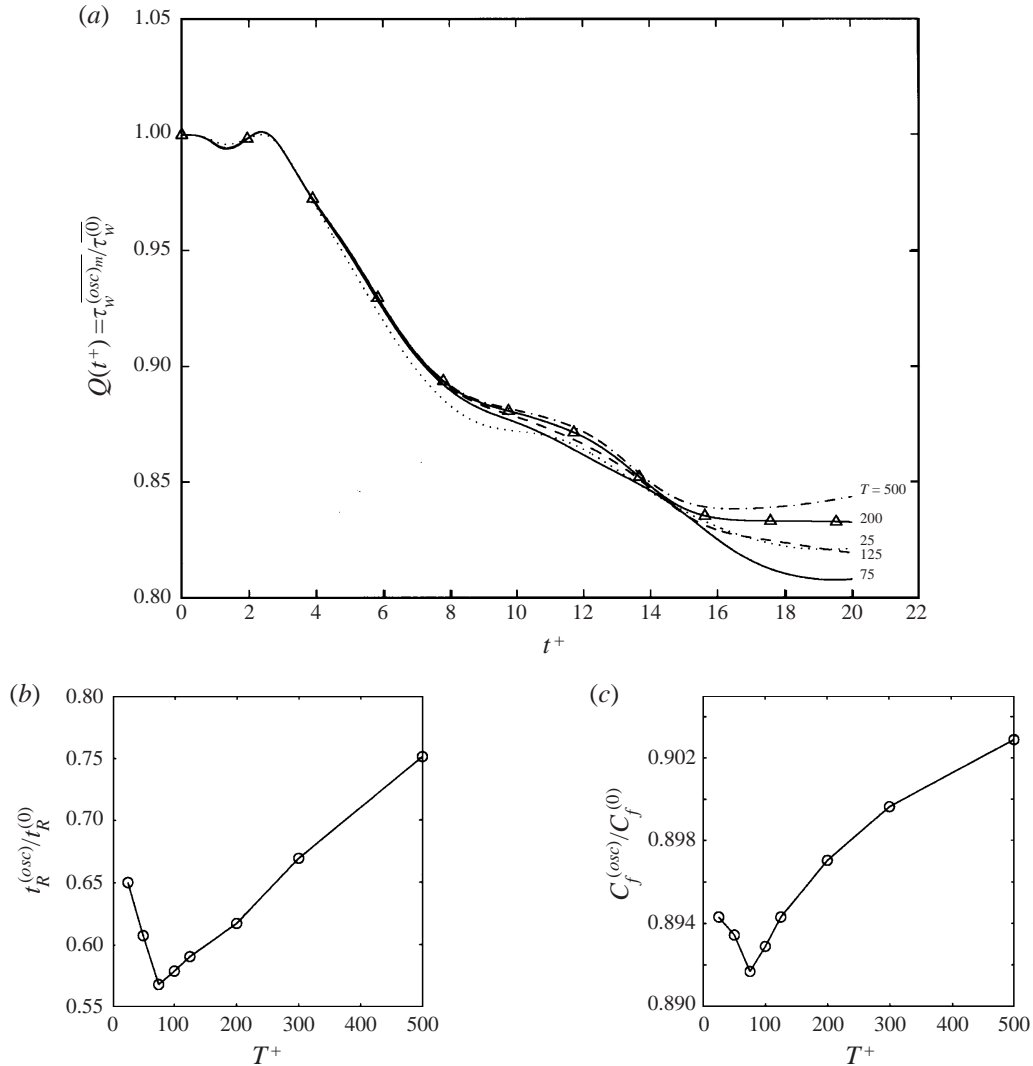 (a)
1.05
1.00
0.95
0.90
0.85
0.80
Q(t⁺) = τ_w^{(osc)_m}/τ_w^{(0)}
T = 500
200
25
125
75
0 2 4 6 8 10 12 14 16 18 20 22
t⁺
(b)
0.80
0.75
0.70
0.65
0.60
0.55
t_R^{(osc)}/t_R^{(0)}
0 100 200 300 400 500
T⁺
(c)
0.902
0.898
0.894
0.890
C_f^{(osc)}/C_f^{(0)}
0 100 200 300 400 500
T⁺